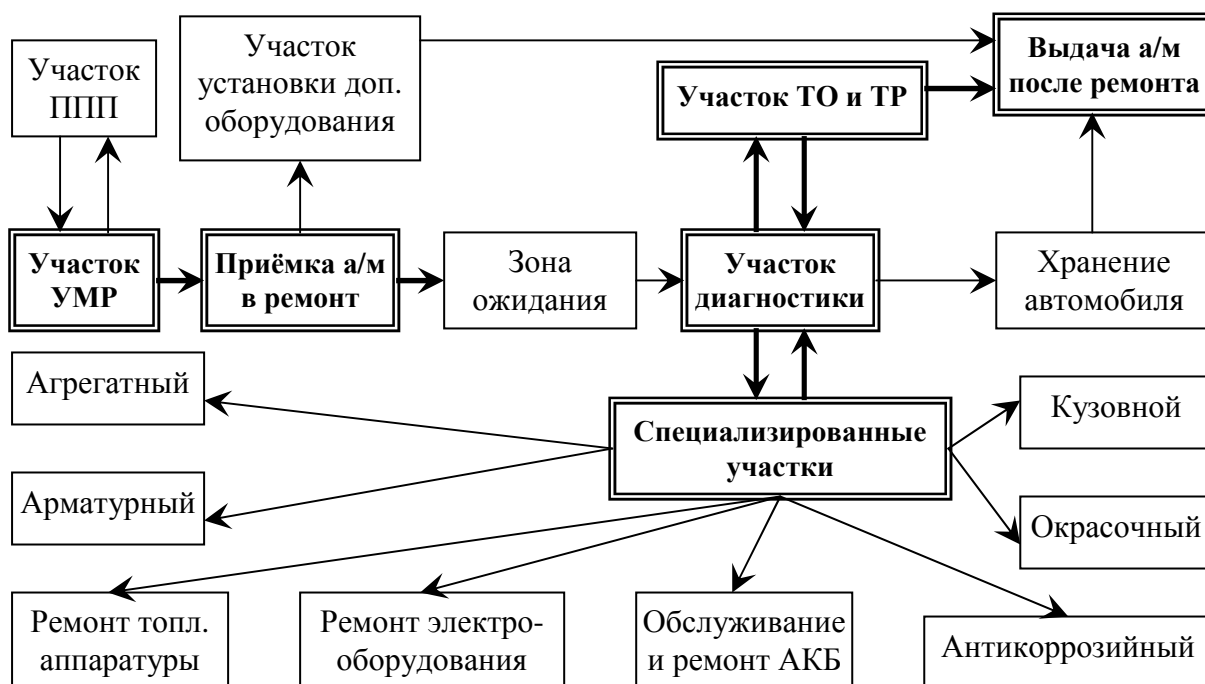 Участок
ППП
Участок
установки доп.
оборудования
Участок ТО и ТР
Выдача а/м
после ремонта
Участок
УМР
Приёмка а/м
в ремонт
Зона
ожидания
Участок
диагностики
Хранение
автомобиля
Агрегатный
Специализированные
участки
Кузовной
Арматурный
Окрасочный
Ремонт топл.
аппаратуры
Ремонт электро-
оборудования
Обслуживание
и ремонт АКБ
Антикоррозийный